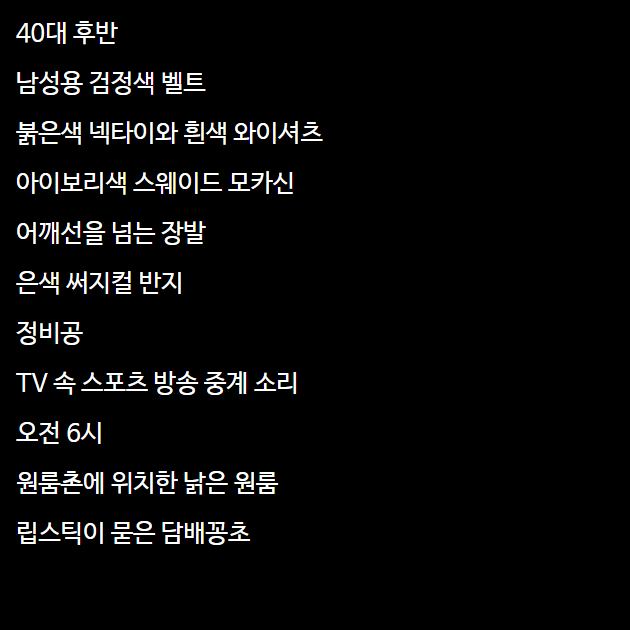 40대 후반
남성용 검정색 벨트
붉은색 넥타이와 흰색 와이셔츠
아이보리색 스웨이드 모카신
어깨선을 넘는 장발
은색 써지컬 반지
정비공
TV 속 스포츠 방송 중계 소리
오전 6시
원룸촌에 위치한 낡은 원룸
립스틱이 묻은 담배꽁초